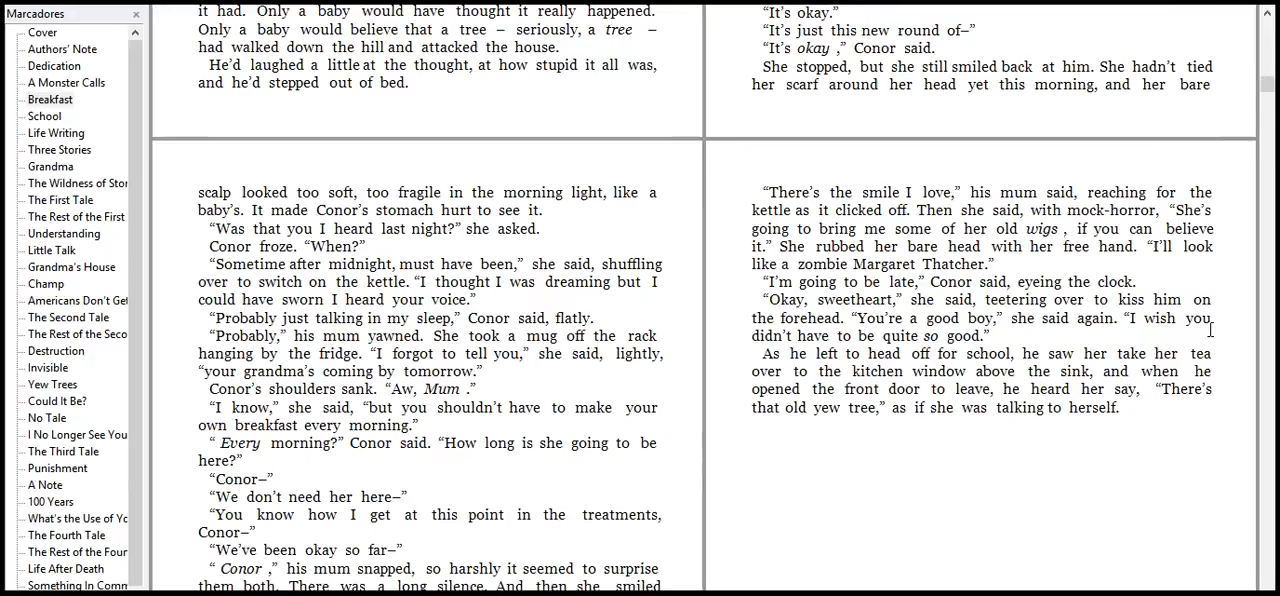 Marcadores
Cover
Authors' Note
Dedication
A Monster Calls
Breakfast
School
Life Writing
Three Stories
Grandma
The Wildness of Stor
The First Tale
The Rest of the First
Understanding
Little Talk
Grandma's House
Champ
Americans Don't Get
The Second Tale
The Rest of the Seco
Destruction
Invisible
Yew Trees
Could It Be?
No Tale
I No Longer See You
The Third Tale
Punishment
A Note
100 Years
What's the Use of Yo
The Fourth Tale
The Rest of the Four
Life After Death
Something In Comm
it had. Only a baby would have thought it really happened.
Only a baby would believe that a tree – seriously, a tree –
had walked down the hill and attacked the house.
He'd laughed a little at the thought, at how stupid it all was,
and he'd stepped out of bed.
“It's okay.”
“It's just this new round of–”
“It's okay ,” Conor said.
She stopped, but she still smiled back at him. She hadn't tied
her scarf around her head yet this morning, and her bare
scalp looked too soft, too fragile in the morning light, like a
baby's. It made Conor's stomach hurt to see it.
“Was that you I heard last night?” she asked.
Conor froze. “When?”
“Sometime after midnight, must have been,” she said, shuffling
over to switch on the kettle. “I thought I was dreaming but I
could have sworn I heard your voice.”
“Probably just talking in my sleep,” Conor said, flatly.
“Probably,” his mum yawned. She took a mug off the rack
hanging by the fridge. “I forgot to tell you,” she said, lightly,
“your grandma's coming by tomorrow.”
Conor's shoulders sank. “Aw, Mum .”
“I know,” she said, “but you shouldn't have to make your
own breakfast every morning.”
“ Every morning?” Conor said. “How long is she going to be
here?”
“Conor–”
“We don't need her here–”
“You know how I get at this point in the treatments,
Conor–”
“We've been okay so far–”
“ Conor ,” his mum snapped, so harshly it seemed to surprise
them both. There was a long silence. And then she smiled
“There's the smile I love,” his mum said, reaching for the
kettle as it clicked off. Then she said, with mock-horror, “She's
going to bring me some of her old wigs , if you can believe
it.” She rubbed her bare head with her free hand. “I'll look
like a zombie Margaret Thatcher.”
“I'm going to be late,” Conor said, eyeing the clock.
“Okay, sweetheart,” she said, teetering over to kiss him on
the forehead. “You're a good boy,” she said again. “I wish you
didn't have to be quite so good.”
As he left to head off for school, he saw her take her tea
over to the kitchen window above the sink, and when he
opened the front door to leave, he heard her say, “There's
that old yew tree,” as if she was talking to herself.